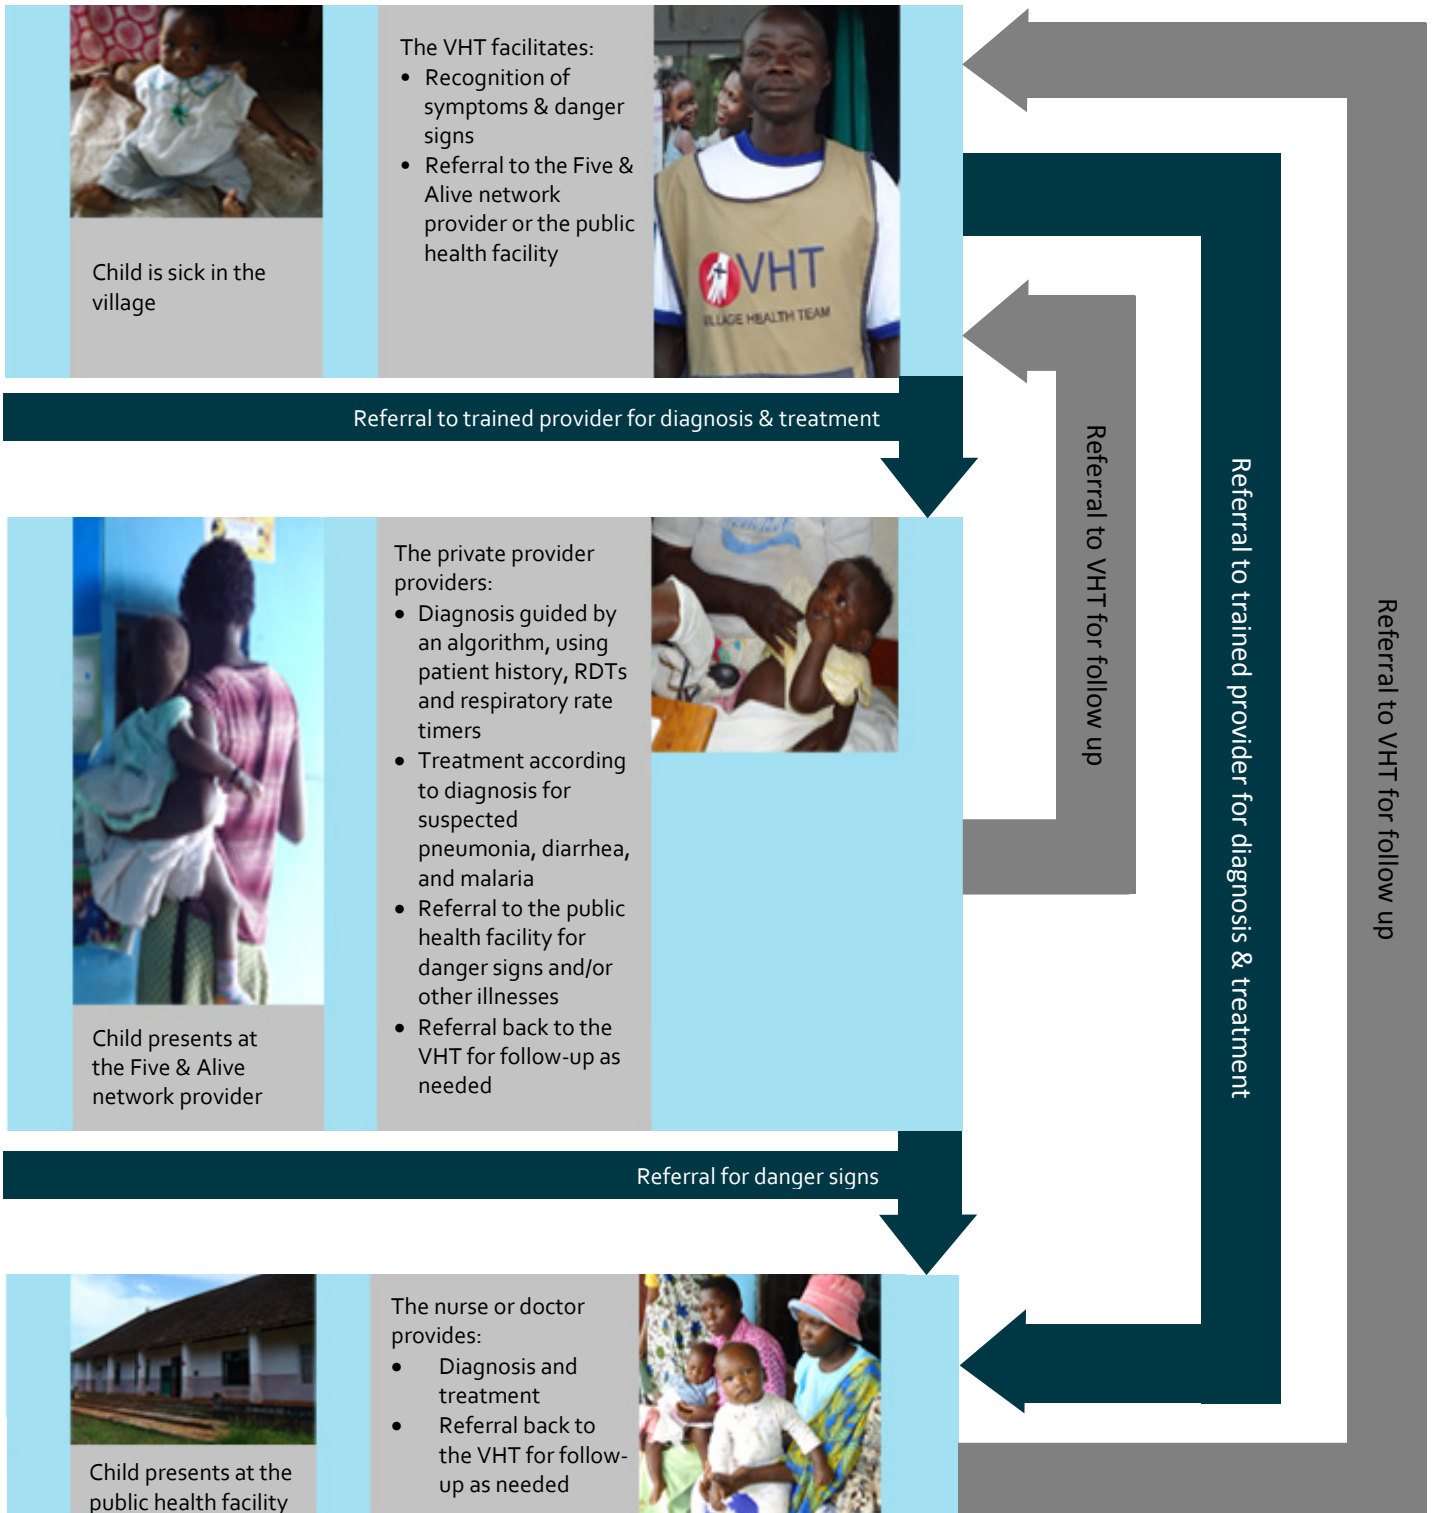 Child is sick in the
village
The VHT facilitates:
• Recognition of
symptoms & danger
signs
• Referral to the Five &
Alive network
provider or the public
health facility
VHT
VILLAGE HEALTH TEAM
Referral to trained provider for diagnosis & treatment
Child presents at
the Five & Alive
network provider
The private provider
providers:
• Diagnosis guided by
an algorithm, using
patient history, RDTs
and respiratory rate
timers
• Treatment according
to diagnosis for
suspected
pneumonia, diarrhea,
and malaria
• Referral to the public
health facility for
danger signs and/or
other illnesses
• Referral back to the
VHT for follow-up as
needed
Referral for danger signs
Child presents at the
public health facility
The nurse or doctor
provides:
• Diagnosis and
treatment
• Referral back to
the VHT for follow-
up as needed
Referral to VHT for follow up
Referral to trained provider for diagnosis & treatment
Referral to VHT for follow up